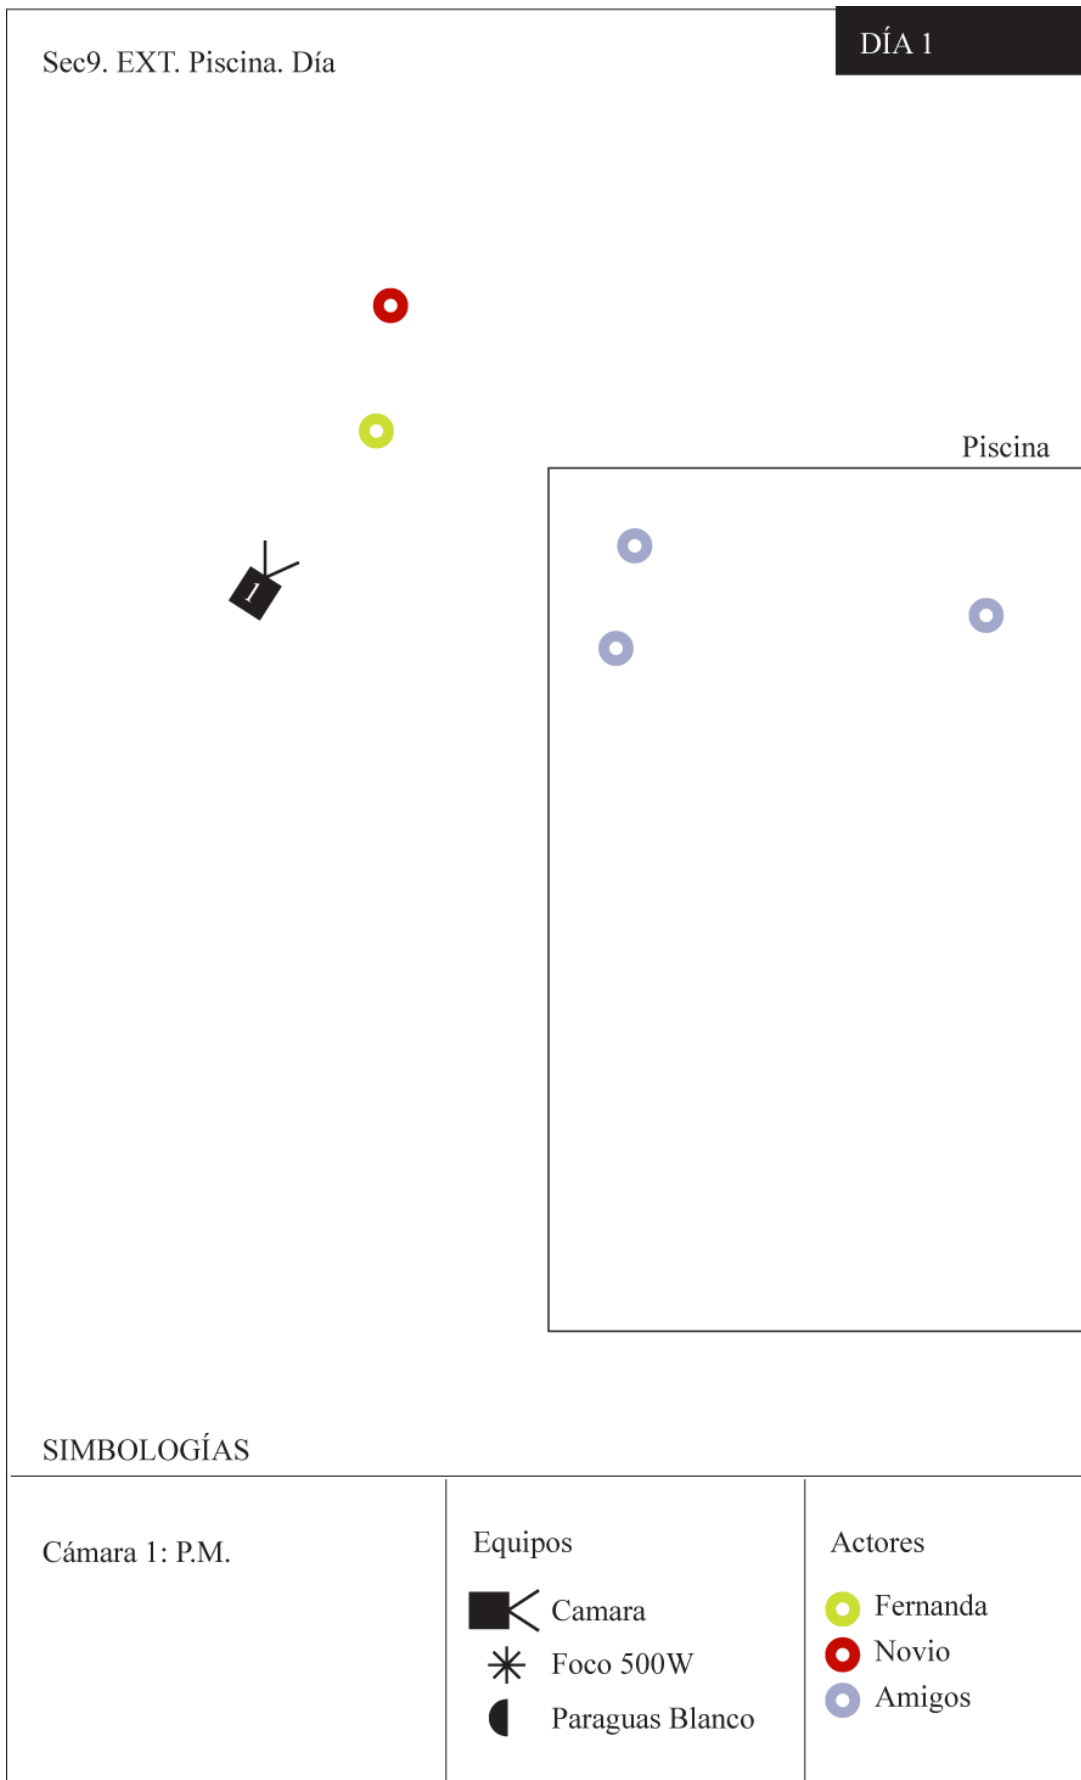 Sec9. EXT. Piscina. Día
DÍA 1
Piscina
1
SIMBOLOGÍAS
Cámara 1: P.M.
Equipos
Camara
Foco 500W
Paraguas Blanco
Actores
Fernanda
Novio
Amigos